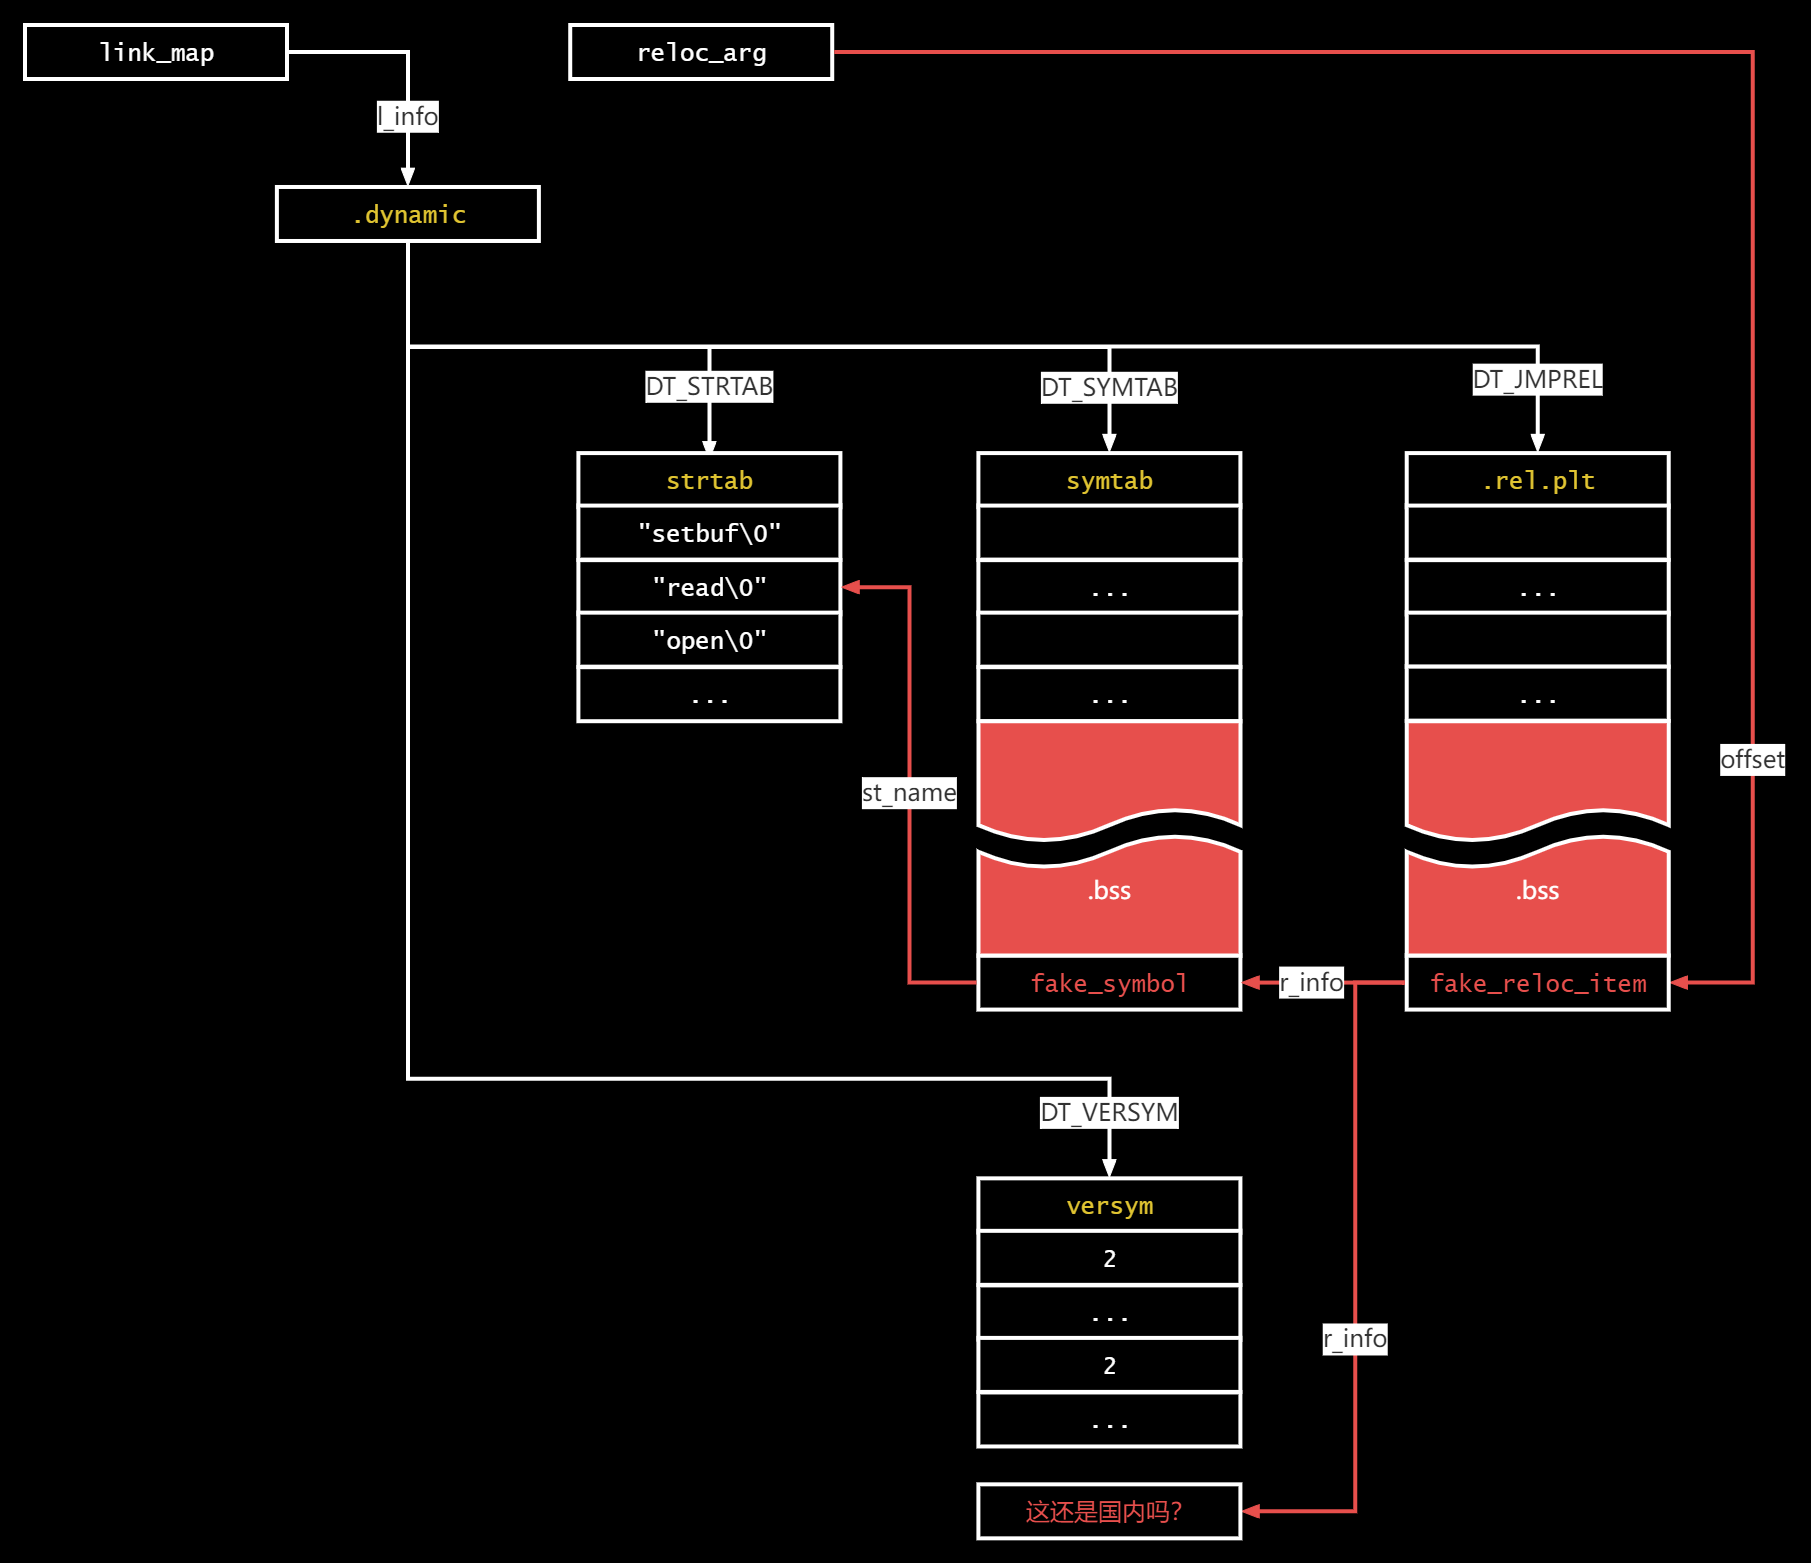 link_map
reloc_arg
l_info
.dynamic
DT_STRTAB
DT_SYMTAB
DT_JMPREL
strtab
symtab
.rel.plt
"setbuf\0"
"read\0"
...
...
"open\0"
...
...
...
offset
st_name
.bss
.bss
fake_symbol
r_info
fake_reloc_item
DT_VERSYM
versym
2
...
r_info
2
...
这还是国内吗?